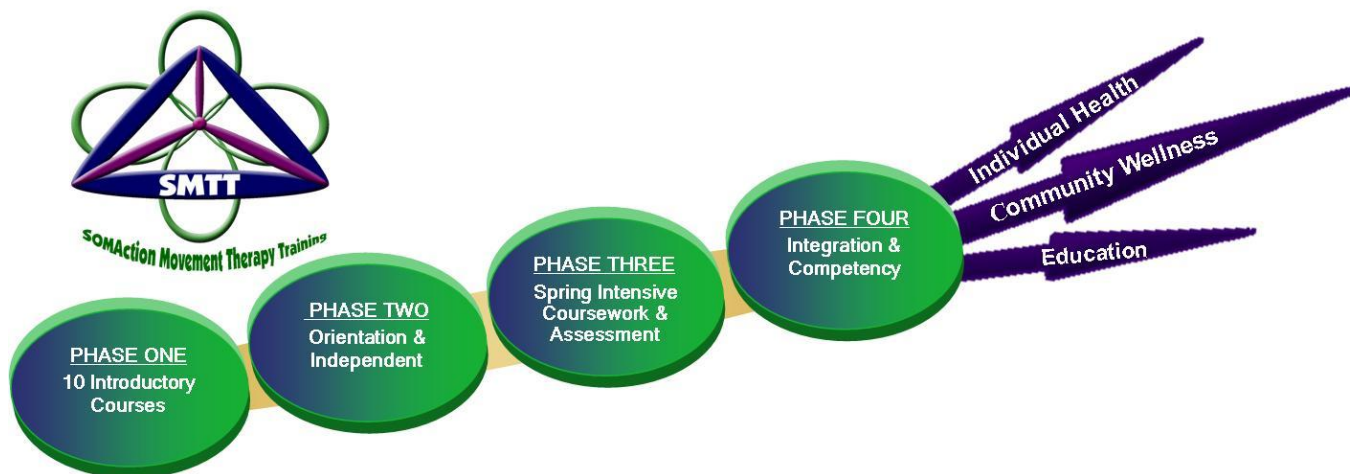 SMTT
SOMAction Movement Therapy Training
PHASE ONE
10 Introductory
Courses
PHASE TWO
Orientation &
Independent
PHASE THREE
Spring Intensive
Coursework &
Assessment
PHASE FOUR
Integration &
Competency
Individual Health
Community Wellness
Education